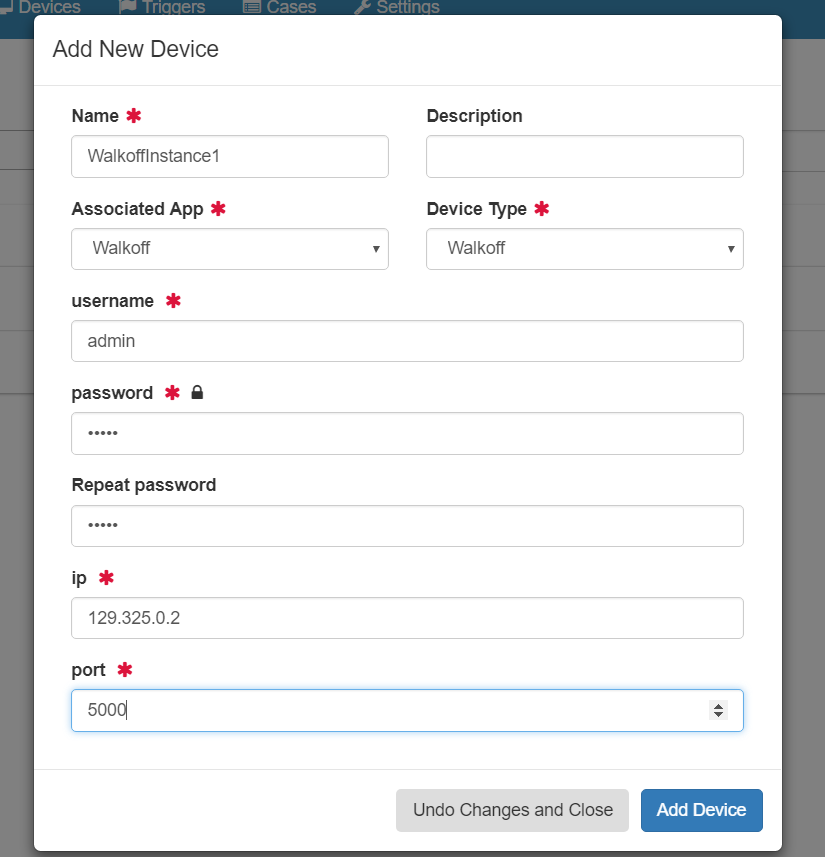 Devices Triggers Cases Settings
Add New Device
Name * Description
WalkoffInstance1
Associated App * Device Type *
Walkoff Walkoff
username *
admin
password *
•••••
Repeat password
•••••
ip *
129.325.0.2
port *
5000
Undo Changes and Close Add Device